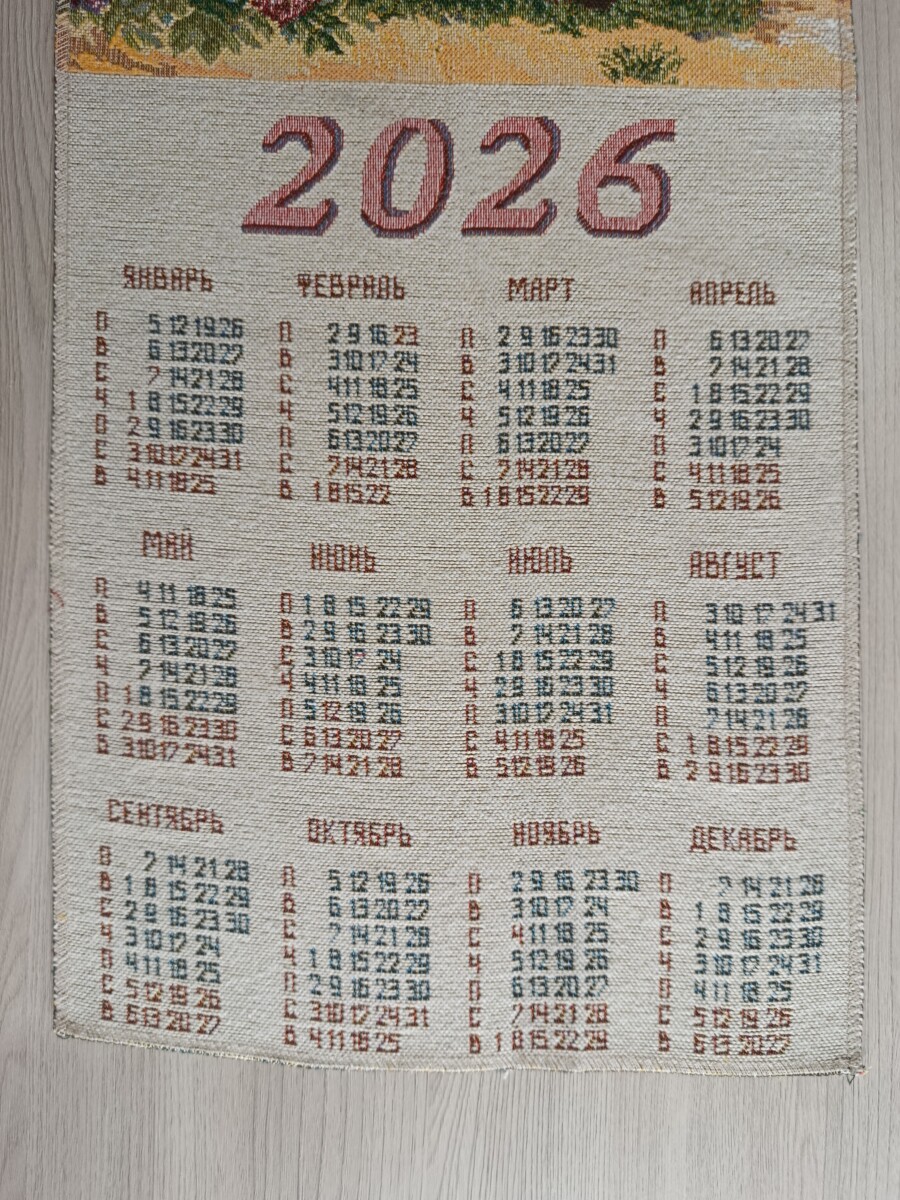 2026
ЯНВАРЬ
П 5 12 19 26
В 6 13 20 27
С 7 14 21 28
Ч 1 8 15 22 29
П 2 9 16 23 30
С 3 10 17 24 31
В 4 11 18 25
ФЕВРАЛЬ
П 2 9 16 23
В 3 10 17 24
С 4 11 18 25
Ч 5 12 19 26
П 6 13 20 27
С 7 14 21 28
В 1 8 15 22
МАРТ
П 2 9 16 23 30
В 3 10 17 24 31
С 4 11 18 25
Ч 5 12 19 26
П 6 13 20 27
С 7 14 21 28
В 1 8 15 22 29
АПРЕЛЬ
П 6 13 20 27
В 7 14 21 28
С 1 8 15 22 29
Ч 2 9 16 23 30
П 3 10 17 24
С 4 11 18 25
В 5 12 19 26
МАЙ
П 4 11 18 25
В 5 12 19 26
С 6 13 20 27
Ч 7 14 21 28
П 1 8 15 22 29
С 2 9 16 23 30
В 3 10 17 24 31
ИЮНЬ
П 1 8 15 22 29
В 2 9 16 23 30
С 3 10 17 24
Ч 4 11 18 25
П 5 12 19 26
С 6 13 20 27
В 7 14 21 28
ИЮЛЬ
П 6 13 20 27
В 7 14 21 28
С 1 8 15 22 29
Ч 2 9 16 23 30
П 3 10 17 24 31
С 4 11 18 25
В 5 12 19 26
АВГУСТ
П 3 10 17 24 31
В 4 11 18 25
С 5 12 19 26
Ч 6 13 20 27
П 7 14 21 28
С 1 8 15 22 29
В 2 9 16 23 30
СЕНТЯБРЬ
П 7 14 21 28
В 1 8 15 22 29
С 2 9 16 23 30
Ч 3 10 17 24
П 4 11 18 25
С 5 12 19 26
В 6 13 20 27
ОКТЯБРЬ
П 5 12 19 26
В 6 13 20 27
С 7 14 21 28
Ч 1 8 15 22 29
П 2 9 16 23 30
С 3 10 17 24 31
В 4 11 18 25
НОЯБРЬ
П 2 9 16 23 30
В 3 10 17 24
С 4 11 18 25
Ч 5 12 19 26
П 6 13 20 27
С 7 14 21 28
В 1 8 15 22 29
ДЕКАБРЬ
П 7 14 21 28
В 1 8 15 22 29
С 2 9 16 23 30
Ч 3 10 17 24 31
П 4 11 18 25
С 5 12 19 26
В 6 13 20 27